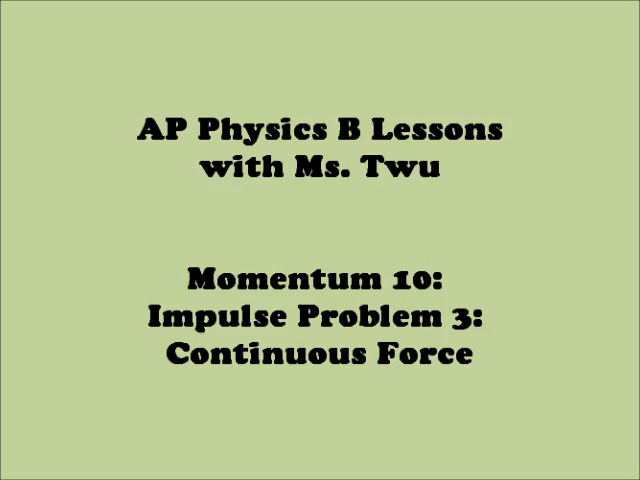 AP Physics B Lessons
with Ms. Twu
Momentum 10:
Impulse Problem 3:
Continuous Force